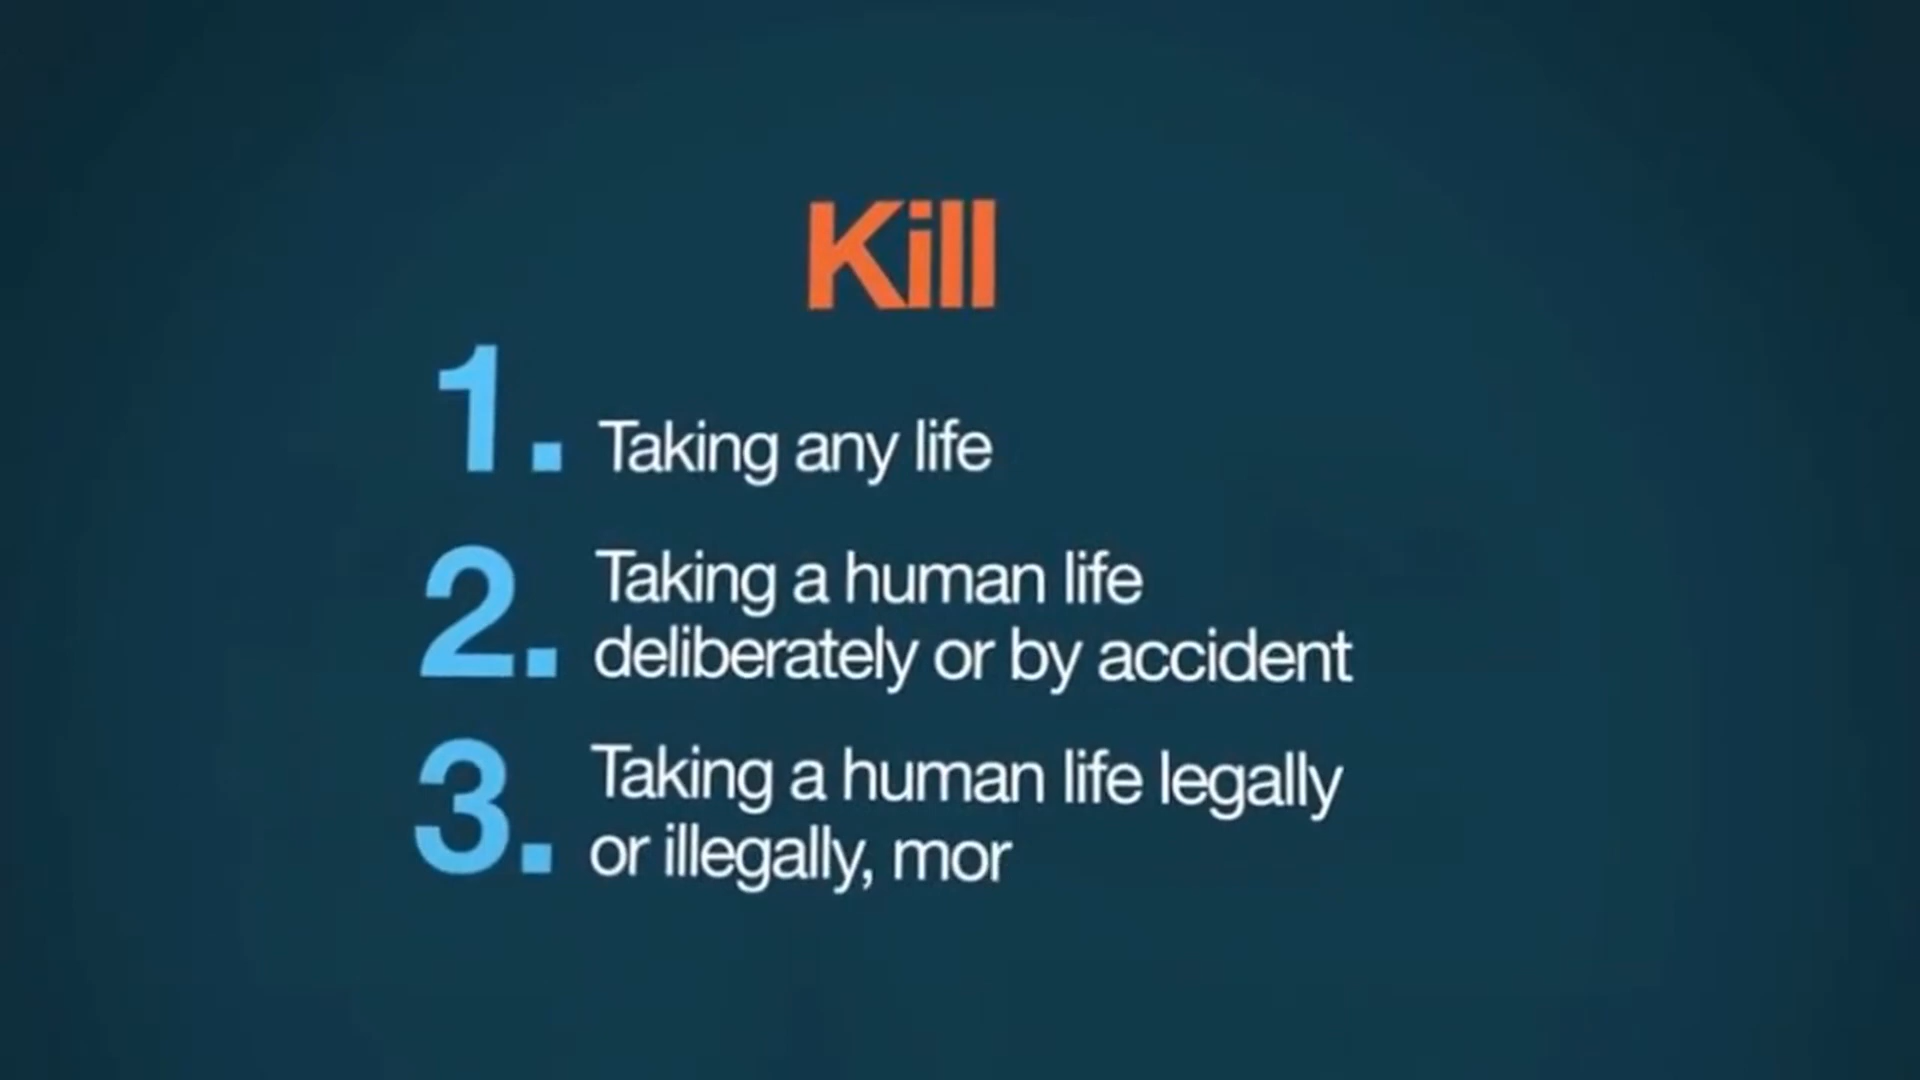 Kill
1. Taking any life
2. Taking a human life
deliberately or by accident
3. Taking a human life legally
or illegally, mor